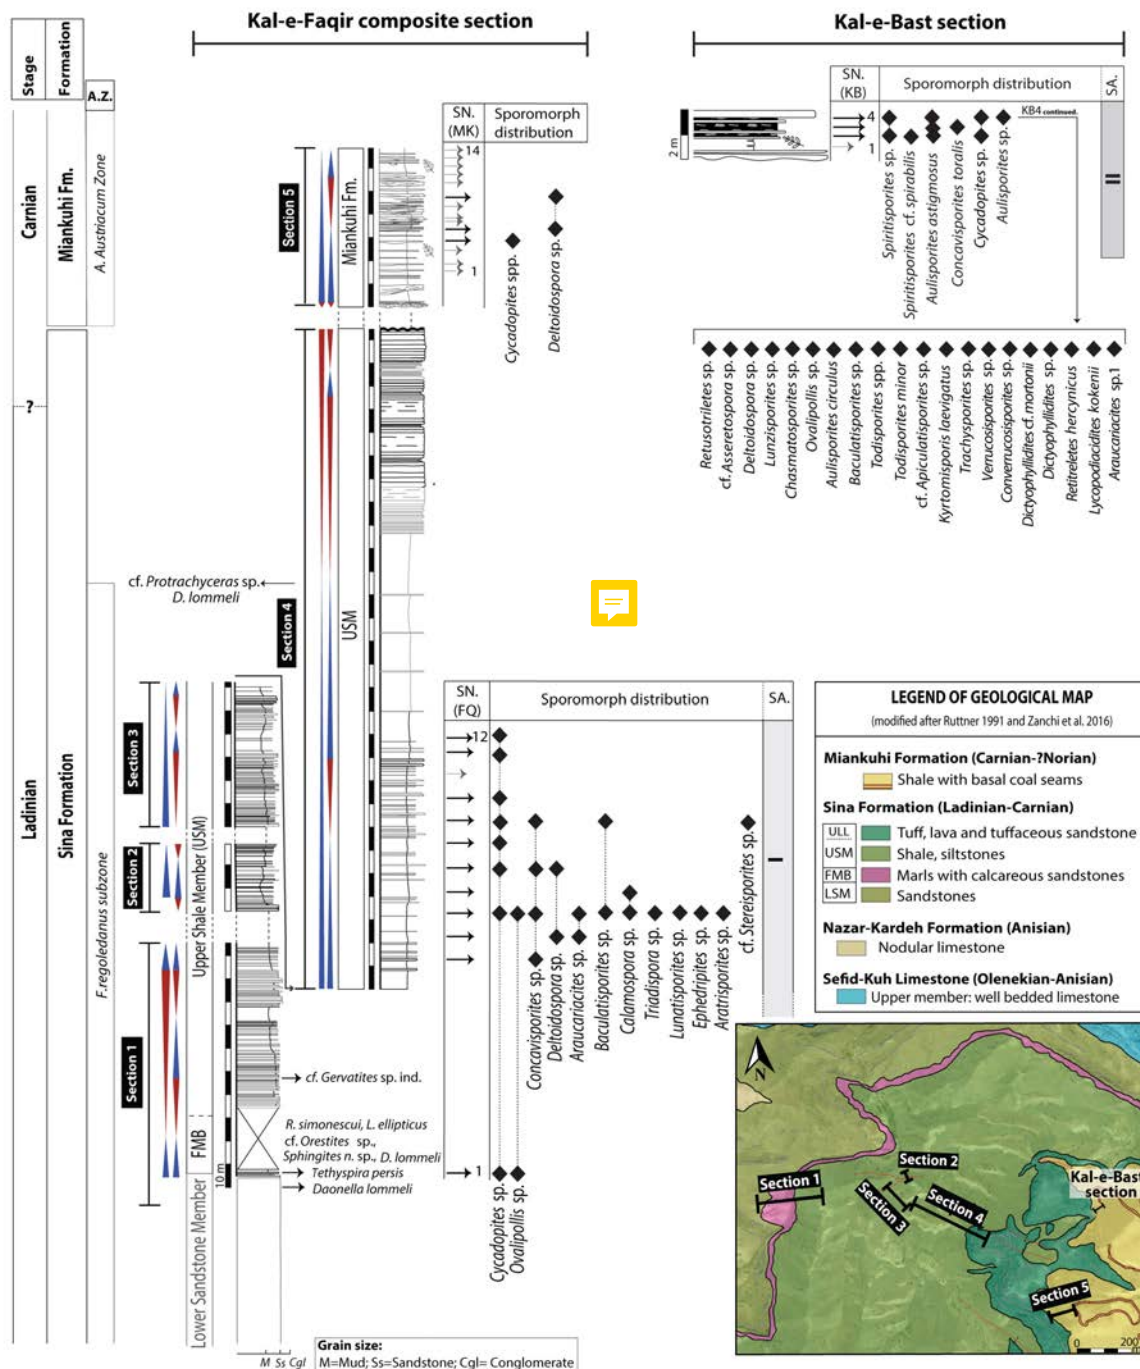 Kal-e-Faqir composite section
Kal-e-Bast section
Stage
Formation
A.Z.
Carnian
Miankuhi Fm.
A. Austriacum Zone
?
Ladinian
Sina Formation
F.regoledanus subzone
Section 5
Miankuhi Fm.
SN.
(MK)
Sporomorph
distribution
14
1
Cycadopites spp.
Deltoidospora sp.
SN.
(KB)
Sporomorph distribution
SA.
2 m
4
1
KB4 continued.
Spiritisporites sp.
Spiritisporites cf. spirabilis
Aulisporites astigmosus
Concavisporites toralis
Cycadopites sp.
Aulisporites sp.
II
Retusotriletes sp.
cf. Asseretospora sp.
Deltoidospora sp.
Lunzisporites sp.
Chasmatosporites sp.
Ovalipollis sp.
Aulisporites circulus
Baculatisporites sp.
Todisporites spp.
Todisporites minor
cf. Apiculatisporites sp.
Kyrtomisporis laevigatus
Trachysporites sp.
Verrucosisporites sp.
Converrucosisporites sp.
Dictyophyllidites cf. mortonii
Dictyophyllidites sp.
Retitreletes hercynicus
Lycopodiacidites kokenii
Araucariacites sp.1
cf. Protrachyceras sp.
D. lommeli
Section 4
USM
Section 3
Section 2
Section 1
Upper Shale Member (USM)
FMB
Lower Sandstone Member
10 m
cf. Gervatites sp. ind.
R. simonescui, L. ellipticus
cf. Orestites sp.,
Sphingites n. sp., D. lommeli
Tethyspira persis
Daonella lommeli
M Ss Cgl
SN.
(FQ)
Sporomorph distribution
SA.
12
1
Cycadopites sp.
Ovalipollis sp.
Concavisporites sp.
Deltoidospora sp.
Araucariacites sp.
Baculatisporites sp.
Calamospora sp.
Triadispora sp.
Lunatisporites sp.
Ephedripites sp.
Aratrisporites sp.
cf. Stereisporites sp.
I
Grain size:
M=Mud; Ss=Sandstone; Cgl= Conglomerate
LEGEND OF GEOLOGICAL MAP
(modified after Ruttner 1991 and Zanchi et al. 2016)
Miankuhi Formation (Carnian-?Norian)
Shale with basal coal seams
Sina Formation (Ladinian-Carnian)
ULL Tuff, lava and tuffaceous sandstone
USM Shale, siltstones
FMB Marls with calcareous sandstones
LSM Sandstones
Nazar-Kardeh Formation (Anisian)
Nodular limestone
Sefid-Kuh Limestone (Olenekian-Anisian)
Upper member: well bedded limestone
N
Section 1
Section 2
Section 3
Section 4
Kal-e-Bast
section
Section 5
0 200